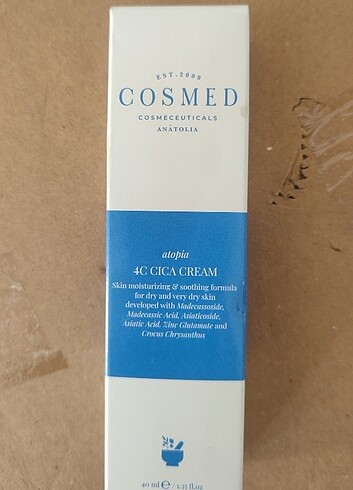 EST.2009
COSMED
COSMECEUTICALS
ANATOLIA
atopia
4C CICA CREAM
Skin moisturizing & soothing formula
for dry and very dry skin
developed with Madecassoside,
Madecassic Acid, Asiaticoside,
Asiatic Acid, Zinc Glutamate and
Crocus Chrysanthus
40 ml ℮ / 1.35 fl.oz